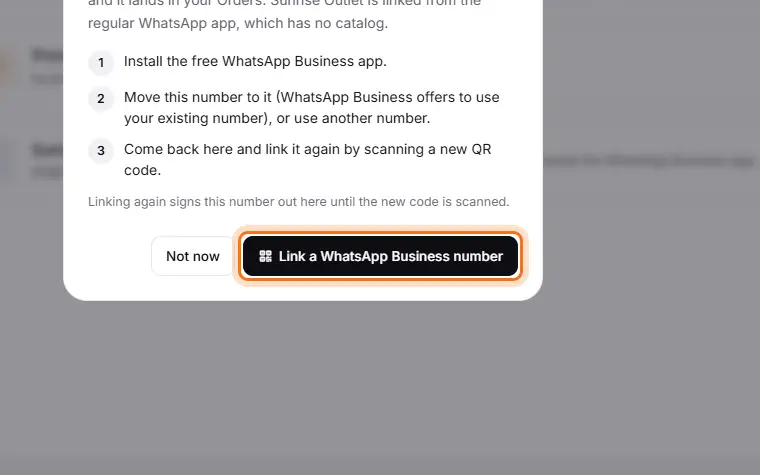 and it lands in your Orders. Sunrise Outlet is linked from the
regular WhatsApp app, which has no catalog.
1 Install the free WhatsApp Business app.
2 Move this number to it (WhatsApp Business offers to use
your existing number), or use another number.
3 Come back here and link it again by scanning a new QR
code.
Linking again signs this number out here until the new code is scanned.
Not now
Link a WhatsApp Business number